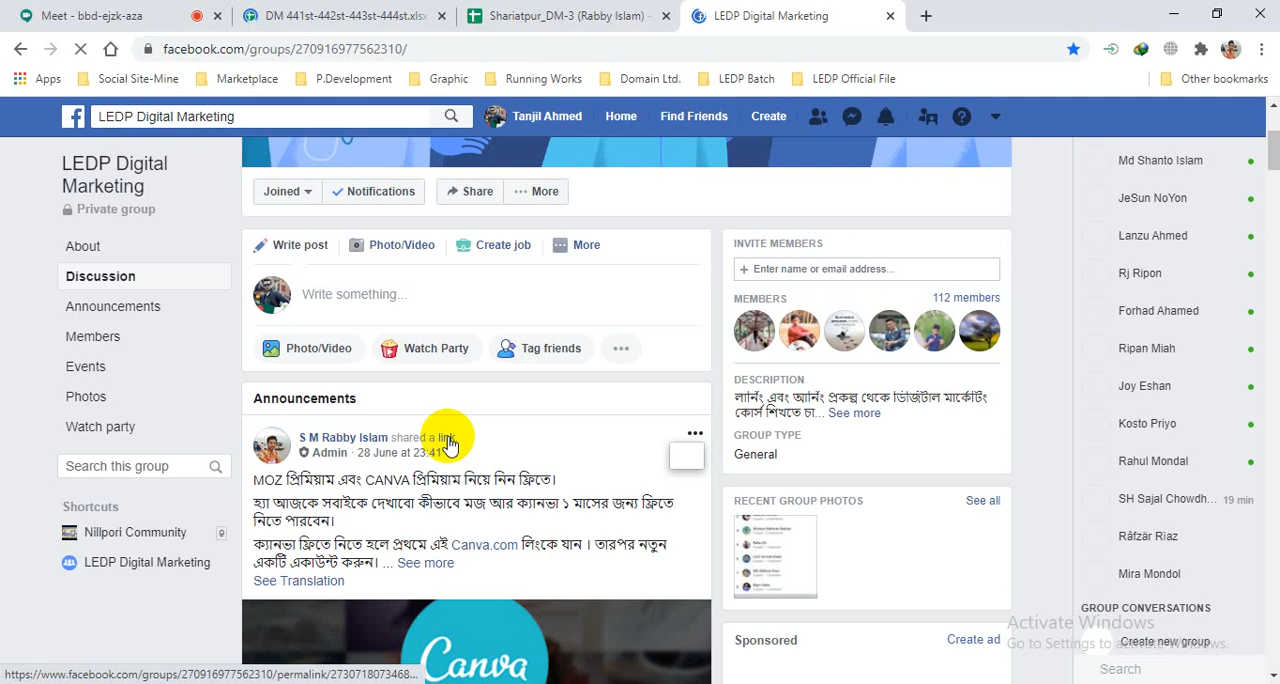 Meet - bbd-ejzk-aza
DM 441st-442st-443st-444st.xlsx
Shariatpur_DM-3 (Rabby Islam) -
LEDP Digital Marketing
facebook.com/groups/270916977562310/
Apps
Social Site-Mine
Marketplace
P.Development
Graphic
Running Works
Domain Ltd.
LEDP Batch
LEDP Official File
Other bookmarks
LEDP Digital Marketing
Tanjil Ahmed
Home
Find Friends
Create
LEDP Digital
Marketing
Private group
About
Discussion
Announcements
Members
Events
Photos
Watch party
Search this group
Shortcuts
Nillpori Community
9
LEDP Digital Marketing
Joined
Notifications
Share
More
Write post
Photo/Video
Create job
More
Write something...
Photo/Video
Watch Party
Tag friends
Announcements
S M Rabby Islam shared a link.
Admin · 28 June at 23:41
MOZ প্রিমিয়াম এবং CANVA প্রিমিয়াম নিয়ে নিন ফ্রিতে।
হ্যা আজকে সবাইকে দেখাবো কীভাবে মজ আর ক্যানভা ১ মাসের জন্য ফ্রিতে
নিতে পারবেন।
ক্যানভা ফ্রিতে নিতে হলে প্রথমে এই Canva.com লিংকে যান । তারপর নতুন
একটি একাউন্ট করুন। ... See more
See Translation
Canva
INVITE MEMBERS
+ Enter name or email address...
MEMBERS
112 members
DESCRIPTION
লার্নিং এবং আর্নিং প্রকল্প থেকে ডিজিটাল মার্কেটিং
কোর্স শিখতে চা... See more
GROUP TYPE
General
RECENT GROUP PHOTOS
See all
Sponsored
Create ad
Md Shanto Islam
JeSun NoYon
Lanzu Ahmed
Rj Ripon
Forhad Ahamed
Ripan Miah
Joy Eshan
Kosto Priyo
Rahul Mondal
SH Sajal Chowdh... 19 min
Râfzär Rïaz
Mira Mondol
GROUP CONVERSATIONS
Create new group
Search
Activate Windows
Go to Settings to activate Windows.
https://www.facebook.com/groups/270916977562310/permalink/2730718073468...